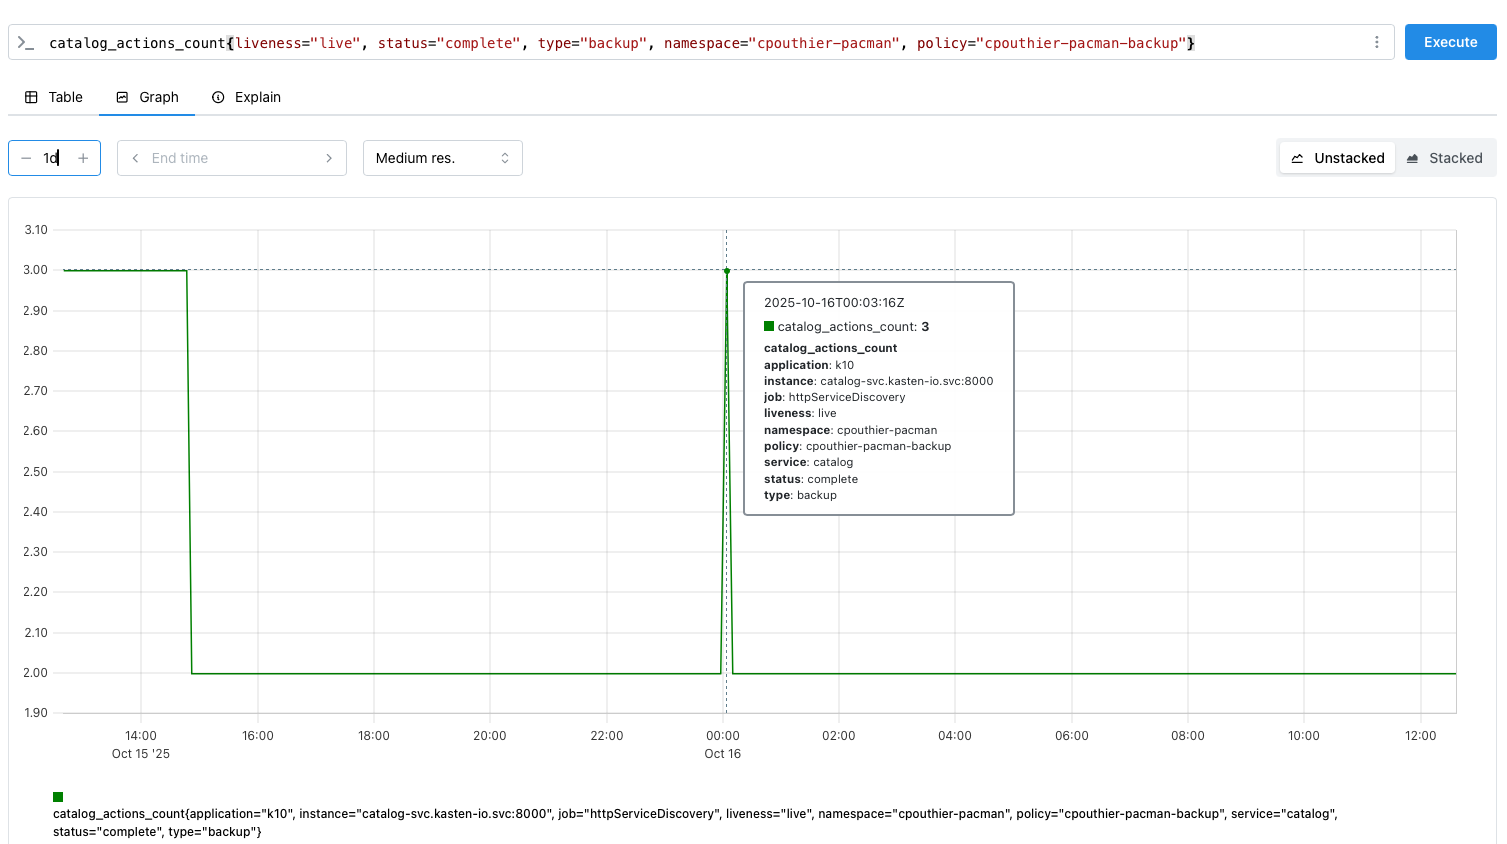 catalog_actions_count{liveness="live", status="complete", type="backup", namespace="cpouthier-pacman", policy="cpouthier-pacman-backup"}
Execute
Table Graph Explain
1d End time Medium res. Unstacked Stacked
3.10
3.00
2.90
2.80
2.70
2.60
2.50
2.40
2.30
2.20
2.10
2.00
1.90
2025-10-16T00:03:16Z
catalog_actions_count: 3
catalog_actions_count
application: k10
instance: catalog-svc.kasten-io.svc:8000
job: httpServiceDiscovery
liveness: live
namespace: cpouthier-pacman
policy: cpouthier-pacman-backup
service: catalog
status: complete
type: backup
14:00 16:00 18:00 20:00 22:00 00:00 02:00 04:00 06:00 08:00 10:00 12:00
Oct 15 '25 Oct 16
catalog_actions_count{application="k10", instance="catalog-svc.kasten-io.svc:8000", job="httpServiceDiscovery", liveness="live", namespace="cpouthier-pacman", policy="cpouthier-pacman-backup", service="catalog",
status="complete", type="backup"}